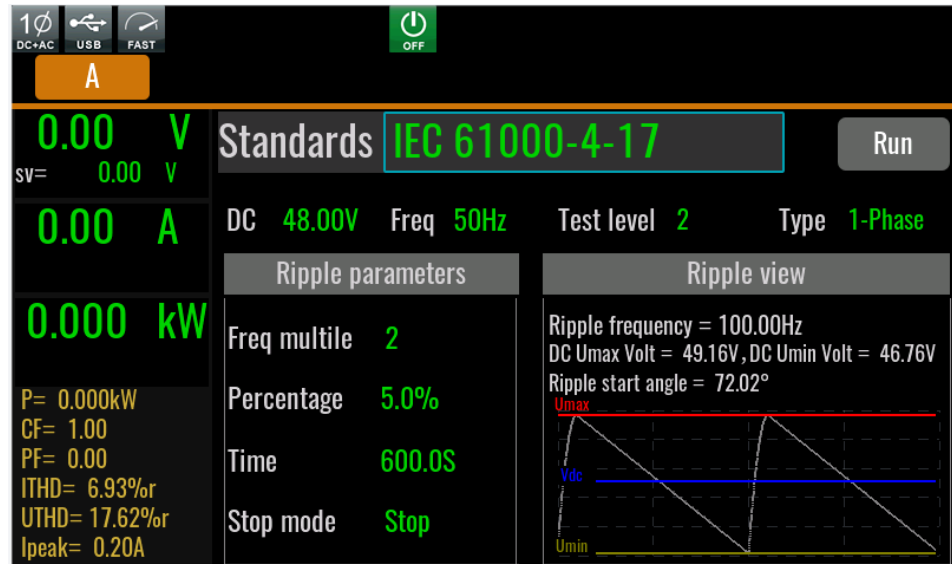 1Ø
DC+AC USB FAST OFF
A
0.00 V
sv= 0.00 V
0.00 A
0.000 kW
P= 0.000kW
CF= 1.00
PF= 0.00
ITHD= 6.93%r
UTHD= 17.62%r
Ipeak= 0.20A
Standards IEC 61000-4-17 Run
DC 48.00V Freq 50Hz Test level 2 Type 1-Phase
Ripple parameters
Freq multile 2
Percentage 5.0%
Time 600.0S
Stop mode Stop
Ripple view
Ripple frequency = 100.00Hz
DC Umax Volt = 49.16V, DC Umin Volt = 46.76V
Ripple start angle = 72.02°
Umax
Vdc
Umin